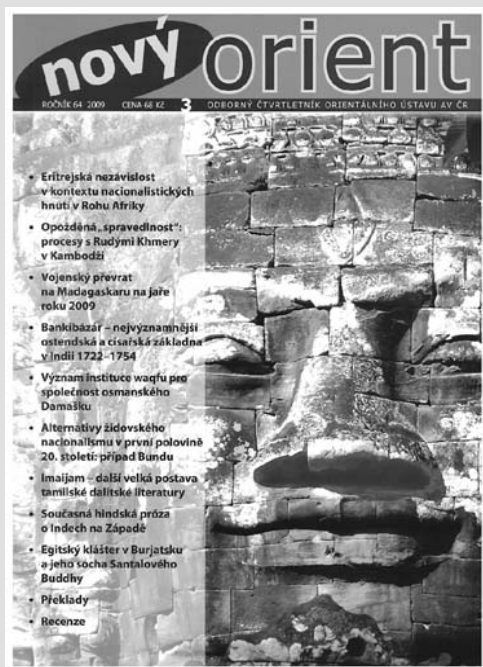 nový orient
ROČNÍK 64 2009 CENA 68 KČ 3 ODBORNÝ ČTVRTLETNÍK ORIENTÁLNÍHO ÚSTAVU AV ČR
• Eritrejská nezávislost
v kontextu nacionalistických
hnutí v Rohu Afriky
• Opožděná „spravedlnost“:
procesy s Rudými Khmery
v Kambodži
• Vojenský převrat
na Madagaskaru na jaře
roku 2009
• Bankibázár – nejvýznamnější
ostendská a císařská základna
v Indii 1722–1754
• Význam instituce waqfu pro
společnost osmanského
Damašku
• Alternativy židovského
nacionalismu v první polovině
20. století: případ Bundu
• Imaijam – další velká postava
tamilské dalitské literatury
• Současná hindská próza
o Indech na Západě
• Egitský klášter v Burjatsku
a jeho socha Santalového
Buddhy
• Překlady
• Recenze